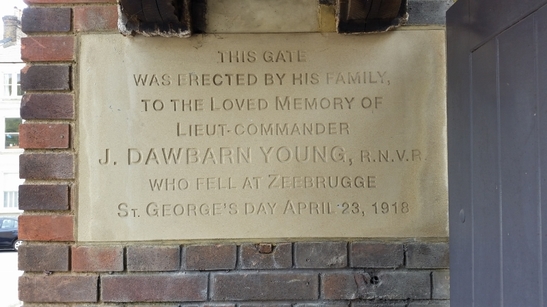 THIS GATE
WAS ERECTED BY HIS FAMILY,
TO THE LOVED MEMORY OF
LIEUT-COMMANDER
J. DAWBARN YOUNG, R.N.V.R.
WHO FELL AT ZEEBRUGGE
ST. GEORGE'S DAY APRIL 23, 1918